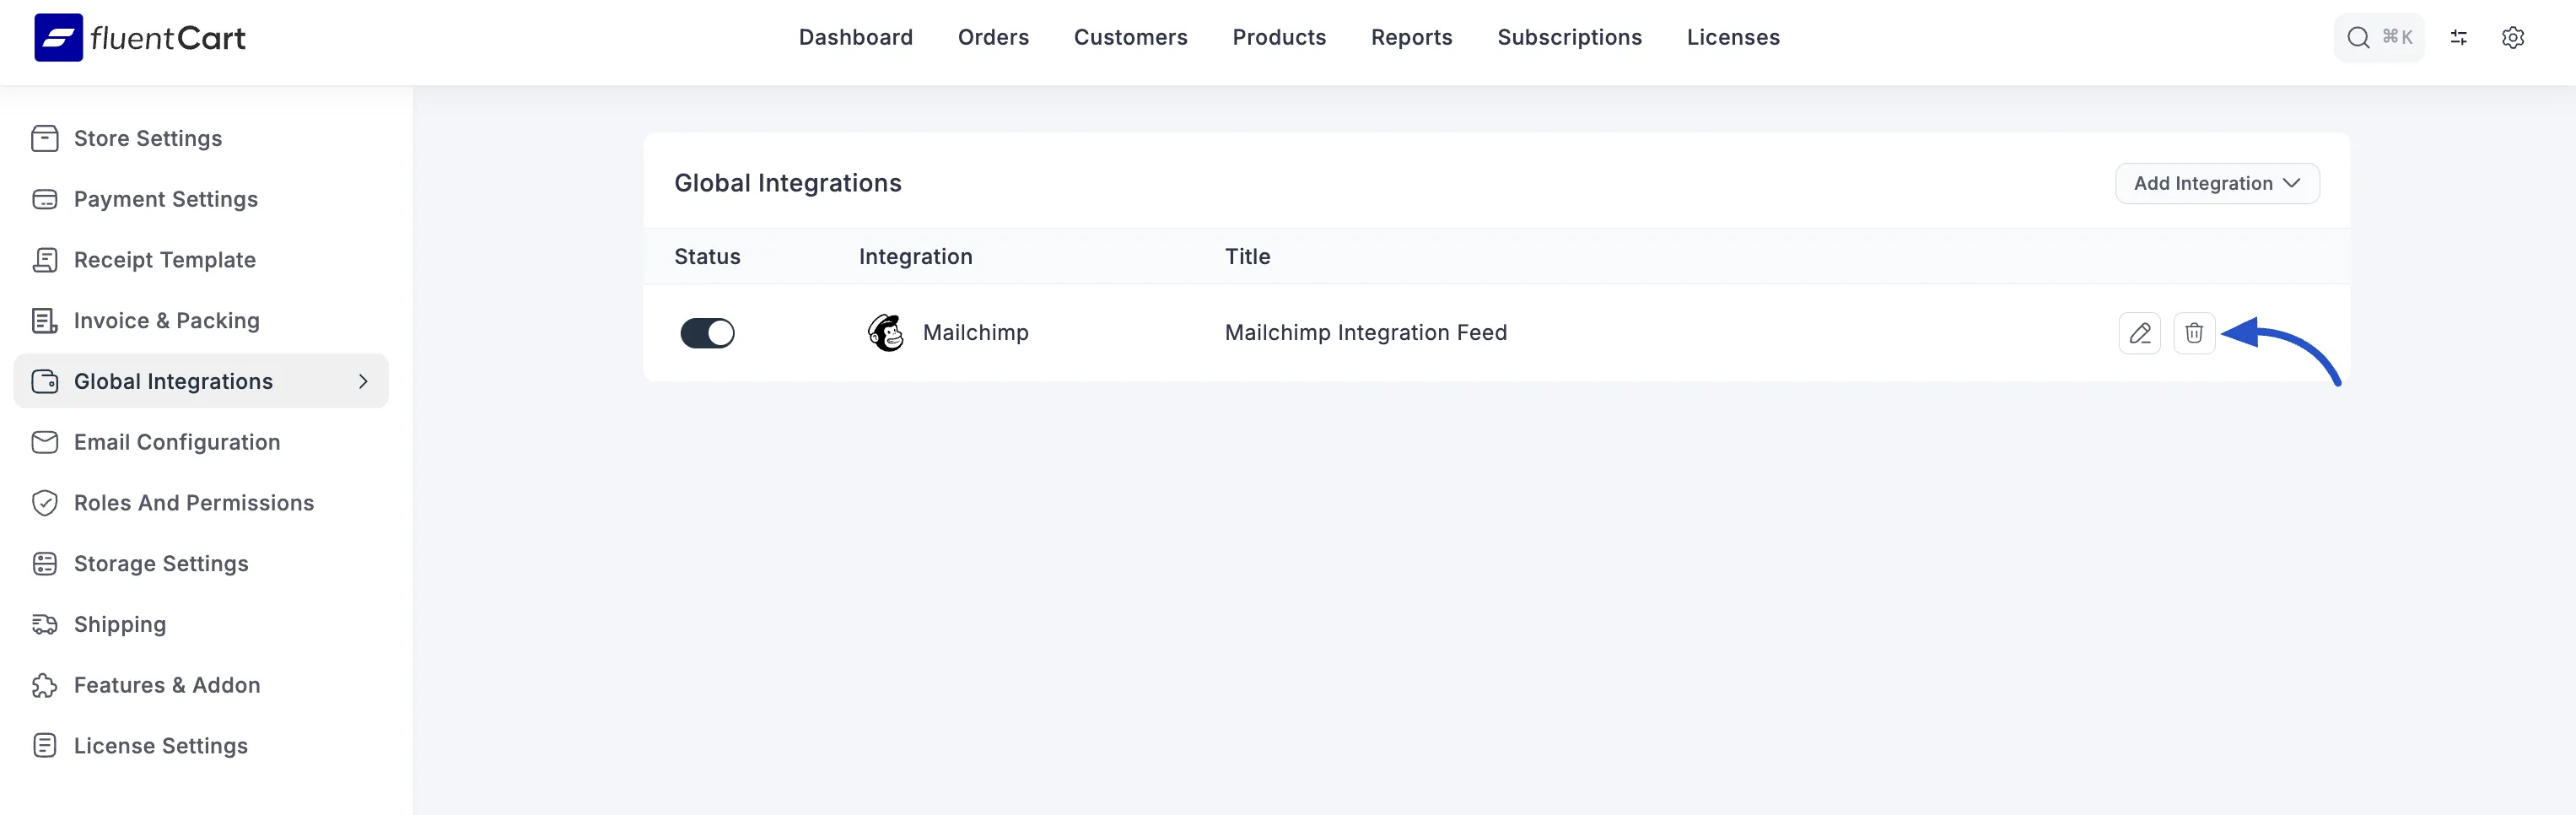 fluentCart
Dashboard Orders Customers Products Reports Subscriptions Licenses
⌘K
Store Settings
Payment Settings
Receipt Template
Invoice & Packing
Global Integrations
Email Configuration
Roles And Permissions
Storage Settings
Shipping
Features & Addon
License Settings
Global Integrations
Add Integration
Status Integration Title
Mailchimp Mailchimp Integration Feed